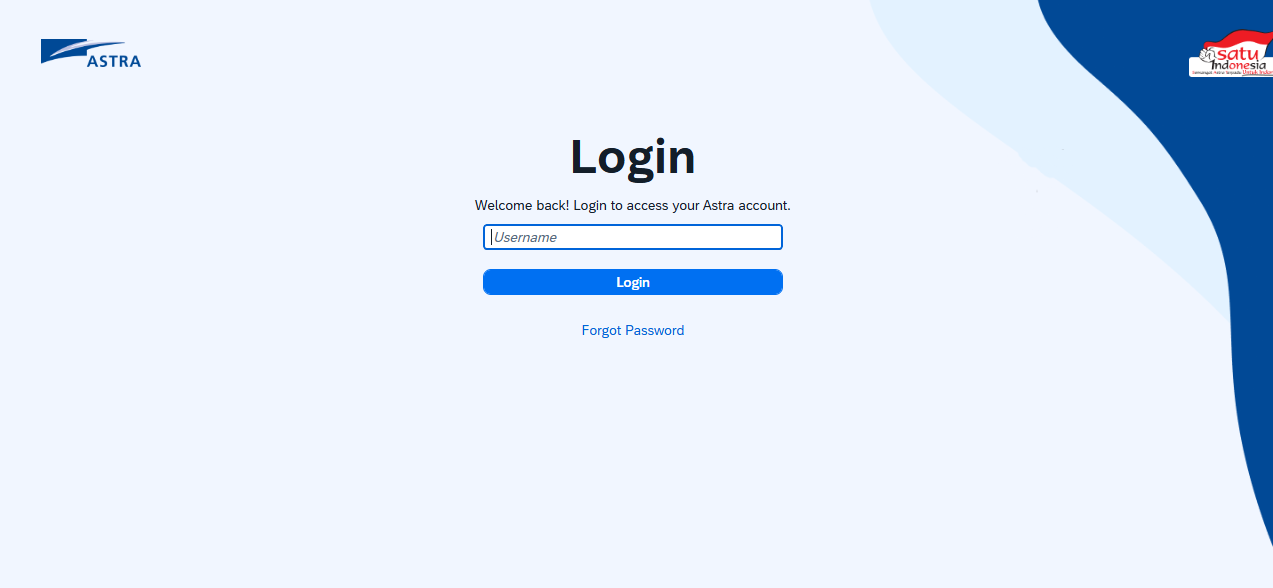 ASTRA
satu
Indonesia
Semangat Astra Terpadu Untuk
Login
Welcome back! Login to access your Astra account.
Username
Login
Forgot Password